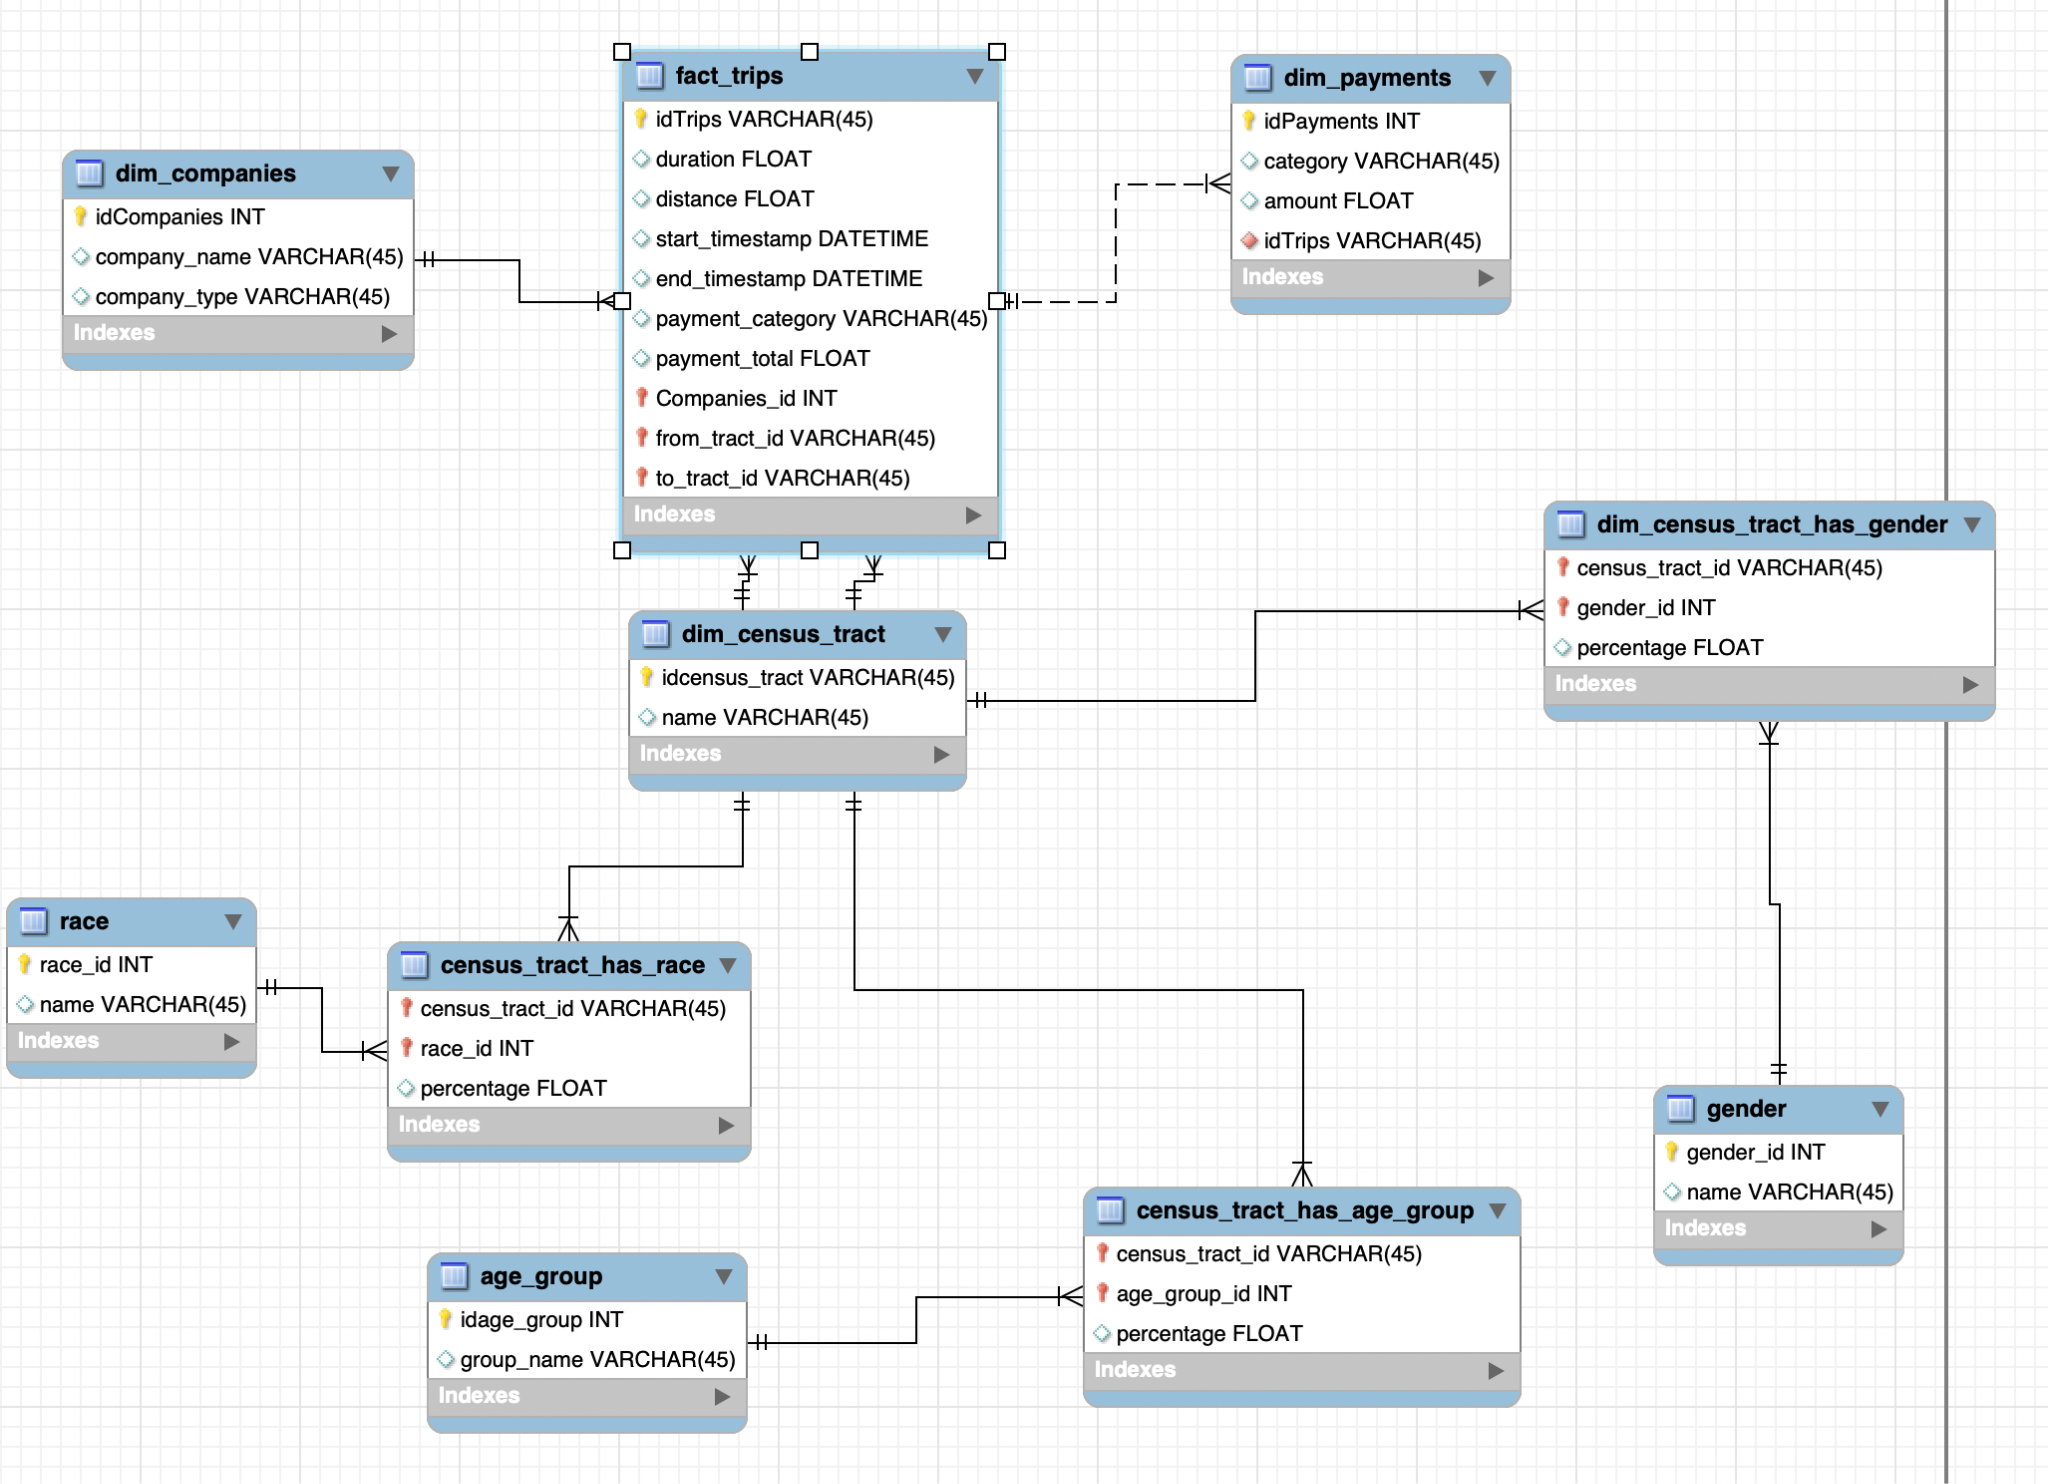 fact_trips
idTrips VARCHAR(45)
duration FLOAT
distance FLOAT
start_timestamp DATETIME
end_timestamp DATETIME
payment_category VARCHAR(45)
payment_total FLOAT
Companies_id INT
from_tract_id VARCHAR(45)
to_tract_id VARCHAR(45)
Indexes
dim_payments
idPayments INT
category VARCHAR(45)
amount FLOAT
idTrips VARCHAR(45)
Indexes
dim_companies
idCompanies INT
company_name VARCHAR(45)
company_type VARCHAR(45)
Indexes
dim_census_tract_has_gender
census_tract_id VARCHAR(45)
gender_id INT
percentage FLOAT
Indexes
dim_census_tract
idcensus_tract VARCHAR(45)
name VARCHAR(45)
Indexes
race
race_id INT
name VARCHAR(45)
Indexes
census_tract_has_race
census_tract_id VARCHAR(45)
race_id INT
percentage FLOAT
Indexes
gender
gender_id INT
name VARCHAR(45)
Indexes
census_tract_has_age_group
census_tract_id VARCHAR(45)
age_group_id INT
percentage FLOAT
Indexes
age_group
idage_group INT
group_name VARCHAR(45)
Indexes